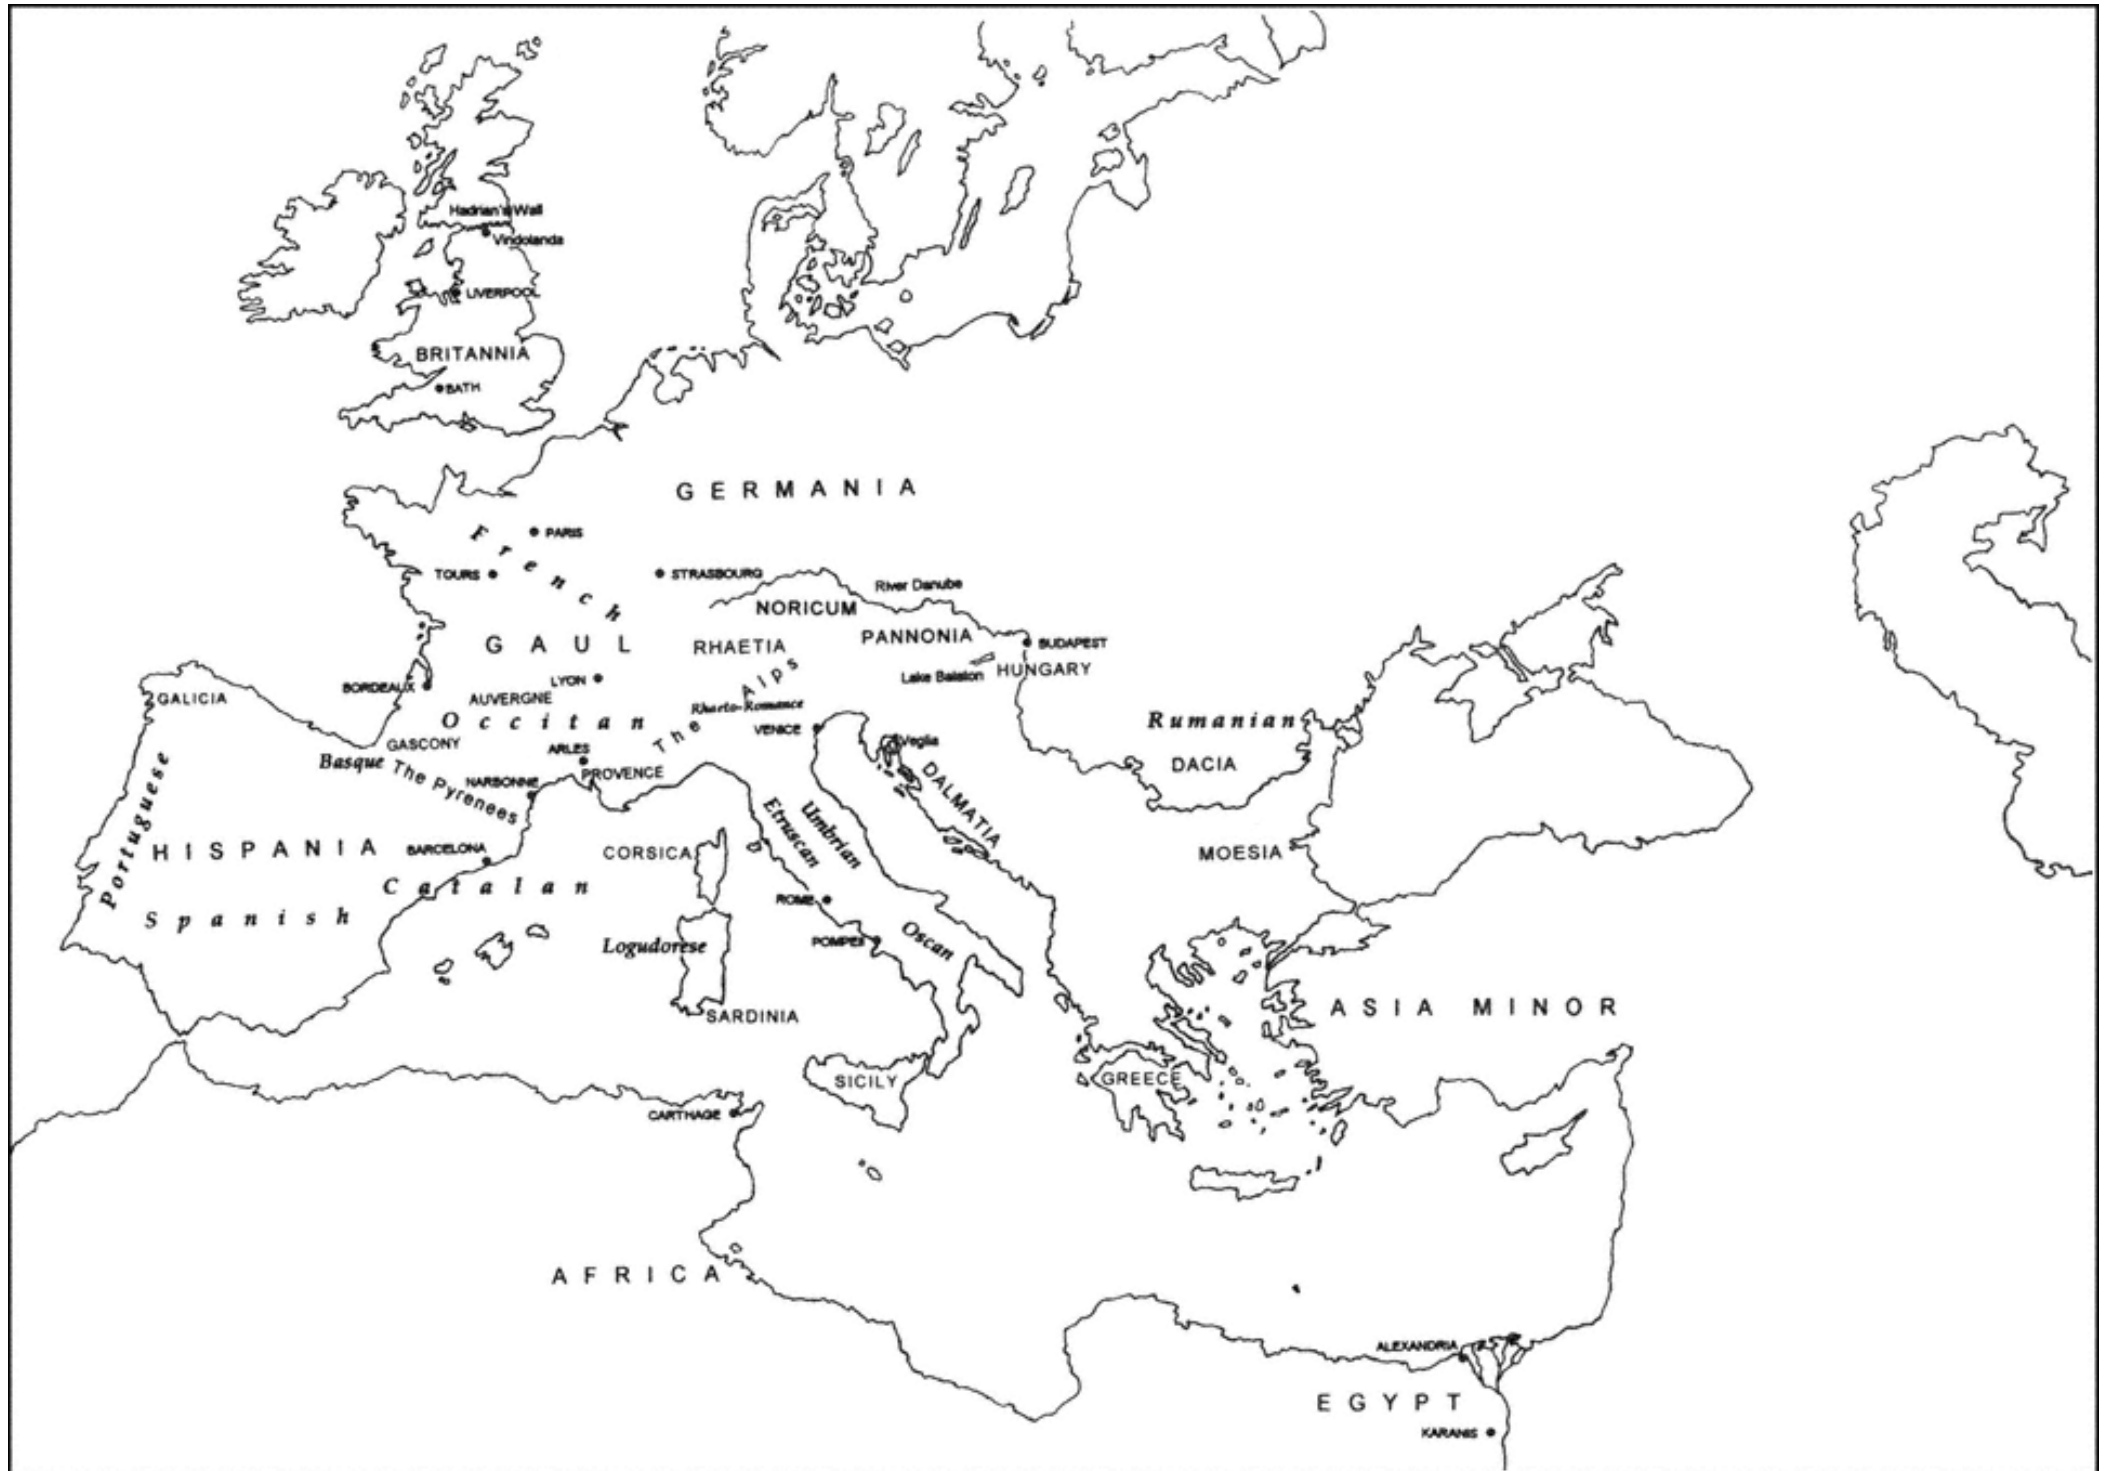 Hadrian's Wall
Vindolanda
LIVERPOOL
BRITANNIA
BATH
GERMANIA
French
PARIS
TOURS
STRASBOURG
River Danube
NORICUM
PANNONIA
GAUL
RHAETIA
BUDAPEST
HUNGARY
Lake Balaton
LYON
BORDEAUX
AUVERGNE
GALICIA
The Alps
Rhaeto-Romance
Occitan
VENICE
Veglia
Rumanian
DACIA
GASCONY
ARLES
PROVENCE
Basque
The Pyrenees
NARBONNE
Portuguese
DALMATIA
Etruscan
Umbrian
HISPANIA
BARCELONA
CORSICA
MOESIA
Catalan
Spanish
ROME
POMPEII
Oscan
Logudorese
SARDINIA
ASIA MINOR
SICILY
GREECE
CARTHAGE
AFRICA
ALEXANDRIA
EGYPT
KARANIS